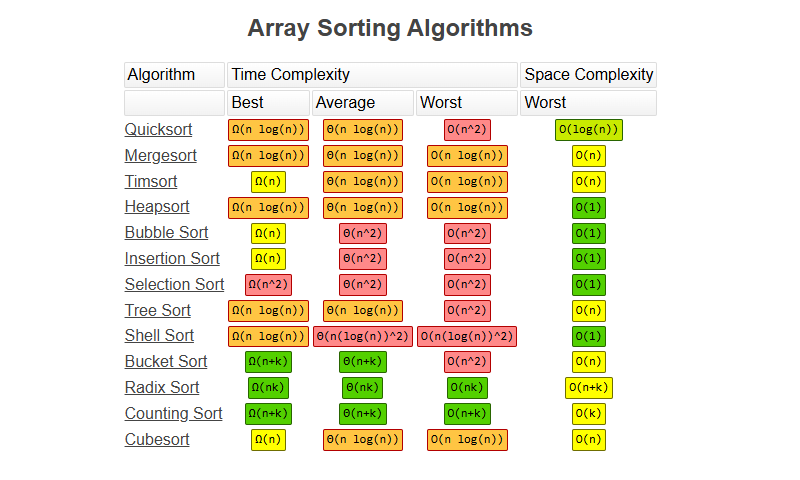 Array Sorting Algorithms
Algorithm Time Complexity Space Complexity
Best Average Worst Worst
Quicksort Ω(n log(n)) Θ(n log(n)) O(n^2) O(log(n))
Mergesort Ω(n log(n)) Θ(n log(n)) O(n log(n)) O(n)
Timsort Ω(n) Θ(n log(n)) O(n log(n)) O(n)
Heapsort Ω(n log(n)) Θ(n log(n)) O(n log(n)) O(1)
Bubble Sort Ω(n) Θ(n^2) O(n^2) O(1)
Insertion Sort Ω(n) Θ(n^2) O(n^2) O(1)
Selection Sort Ω(n^2) Θ(n^2) O(n^2) O(1)
Tree Sort Ω(n log(n)) Θ(n log(n)) O(n^2) O(n)
Shell Sort Ω(n log(n)) Θ(n(log(n))^2) O(n(log(n))^2) O(1)
Bucket Sort Ω(n+k) Θ(n+k) O(n^2) O(n)
Radix Sort Ω(nk) Θ(nk) O(nk) O(n+k)
Counting Sort Ω(n+k) Θ(n+k) O(n+k) O(k)
Cubesort Ω(n) Θ(n log(n)) O(n log(n)) O(n)